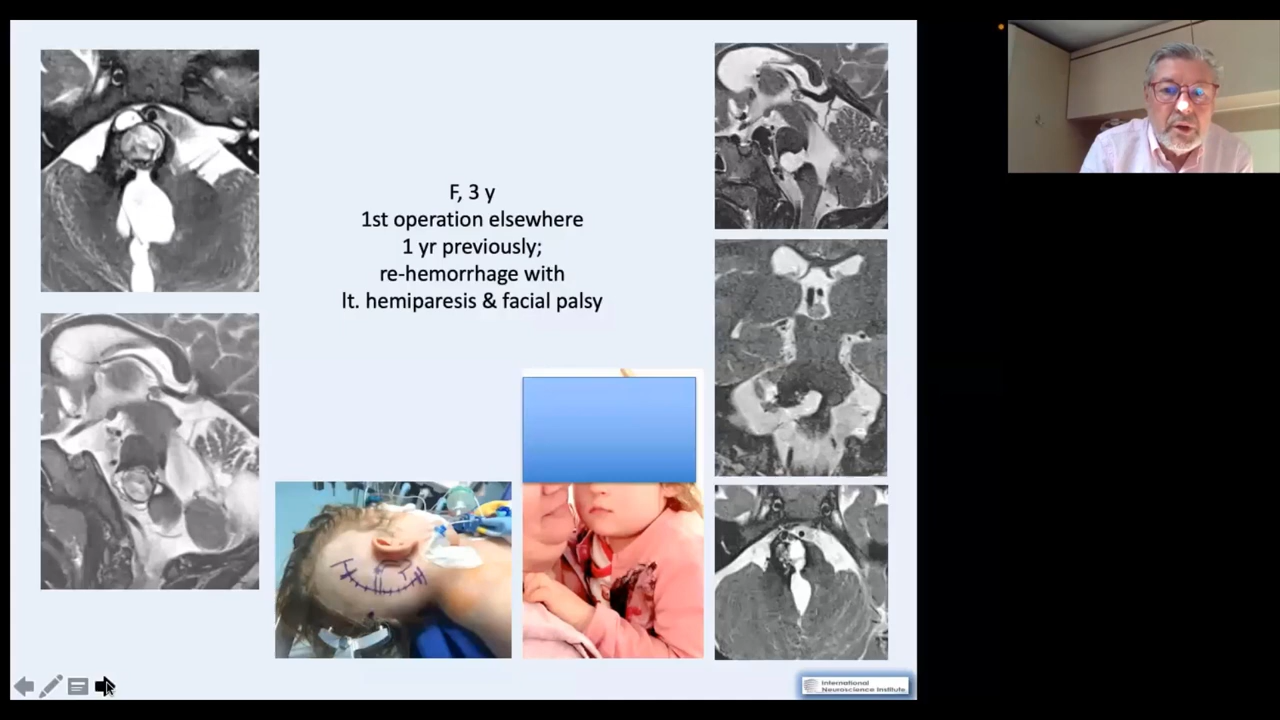 F, 3 y
1st operation elsewhere
1 yr previously;
re-hemorrhage with
lt. hemiparesis & facial palsy
International
Neuroscience Institute